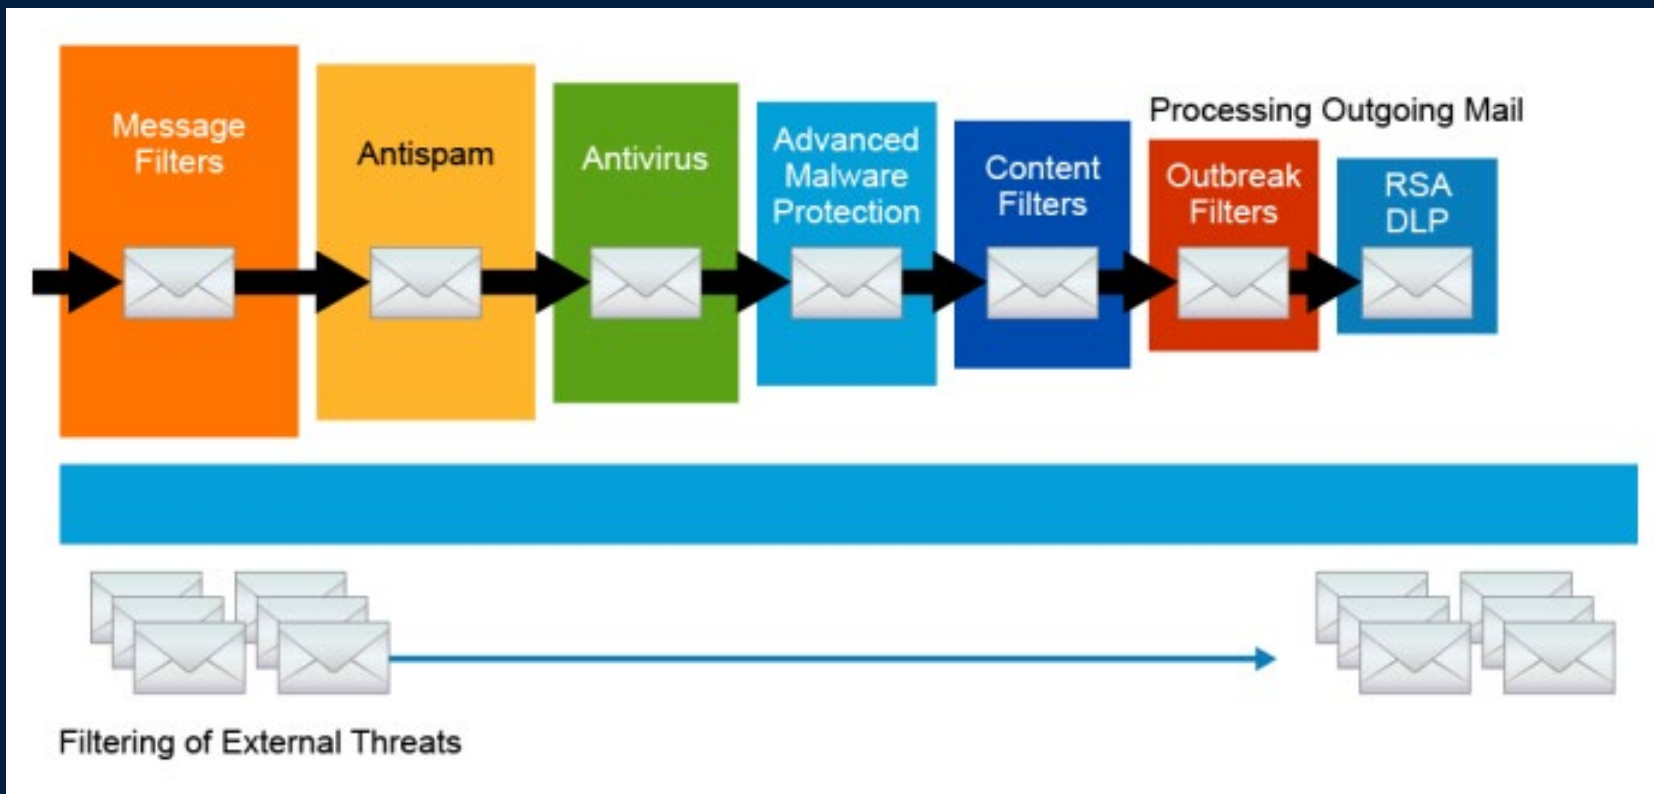 Message
Filters
Antispam
Antivirus
Advanced
Malware
Protection
Content
Filters
Processing Outgoing Mail
Outbreak
Filters
RSA
DLP
Filtering of External Threats